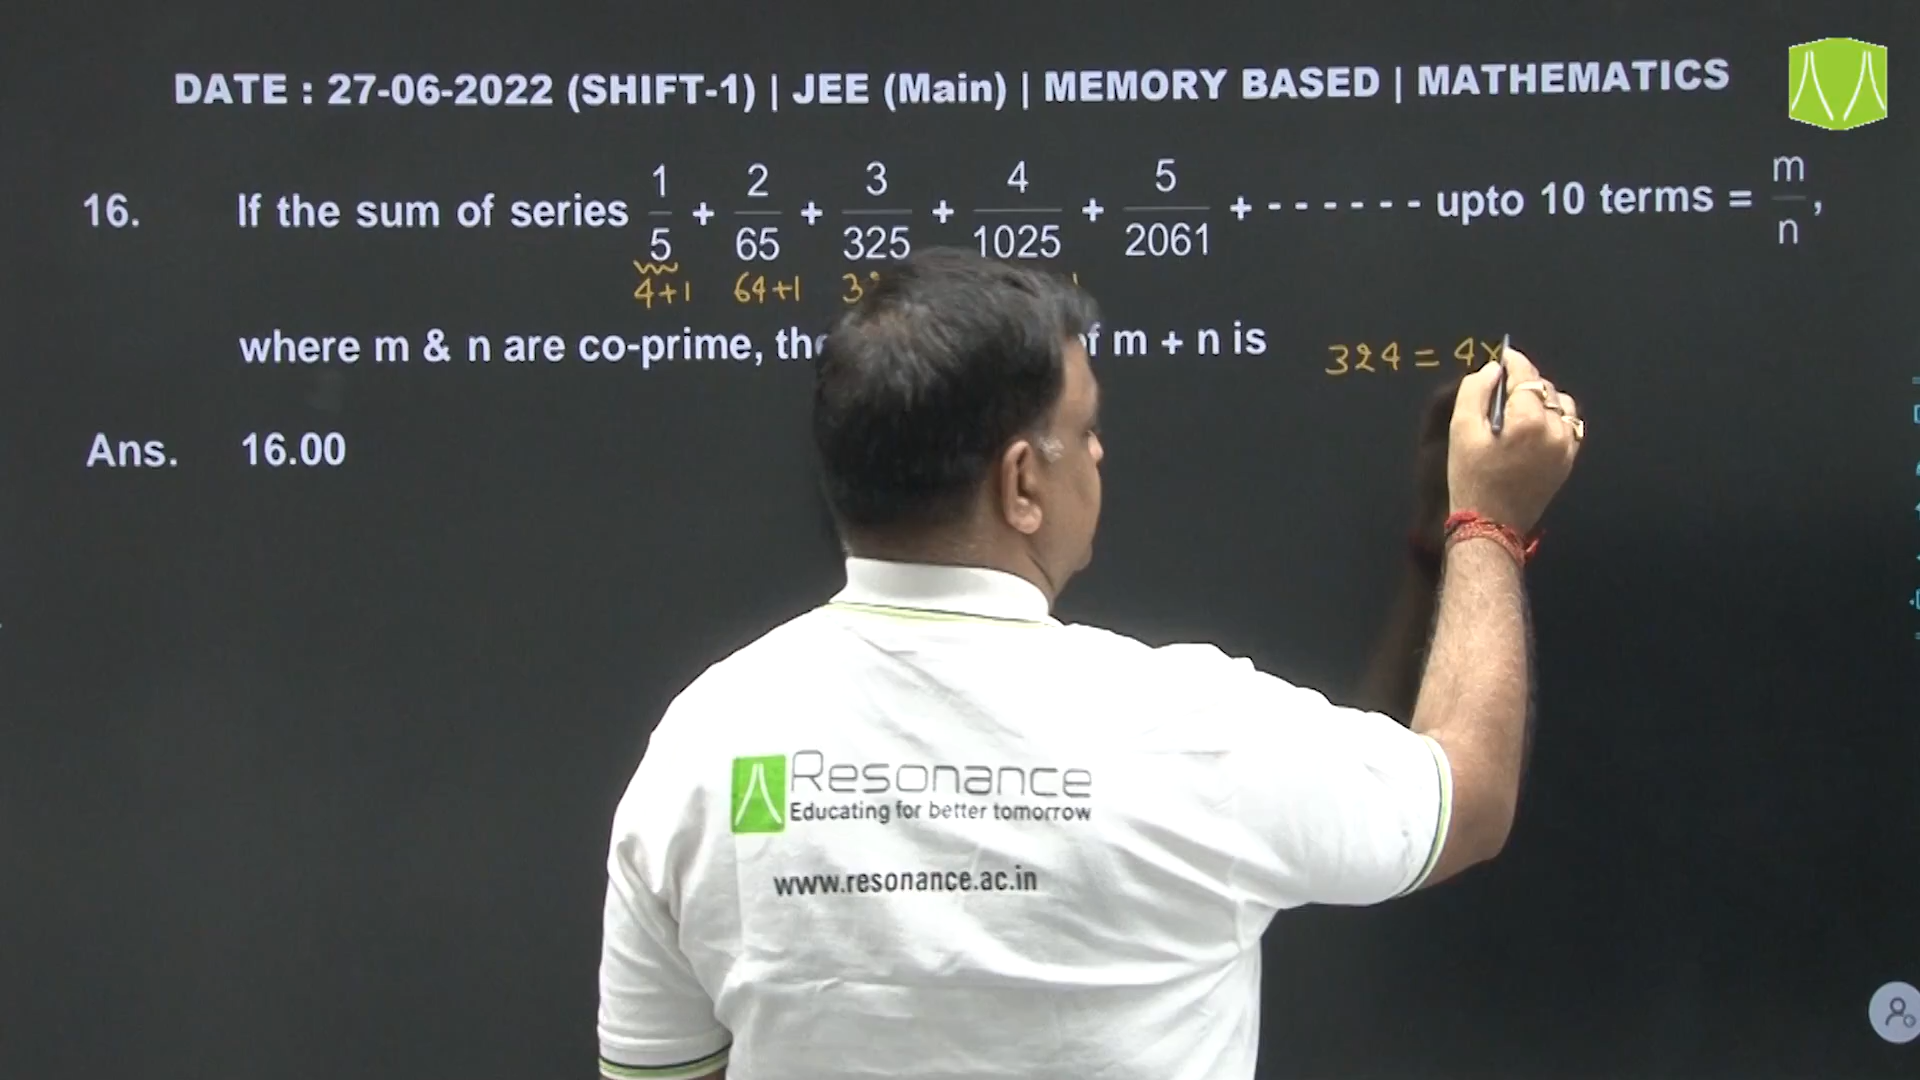 DATE : 27-06-2022 (SHIFT-1) | JEE (Main) | MEMORY BASED | MATHEMATICS
16. If the sum of series 1/5 + 2/65 + 3/325 + 4/1025 + 5/2061 + - - - - - - upto 10 terms = m/n,
4+1 64+1
where m & n are co-prime, m + n is
324 = 4×
Ans. 16.00
Resonance
Educating for better tomorrow
www.resonance.ac.in